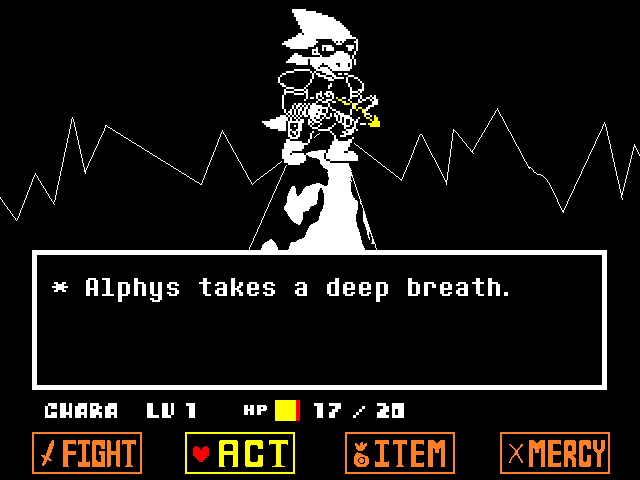 * Alphys takes a deep breath.
CHARA LV 1 HP 17 / 20
FIGHT ACT ITEM MERCY